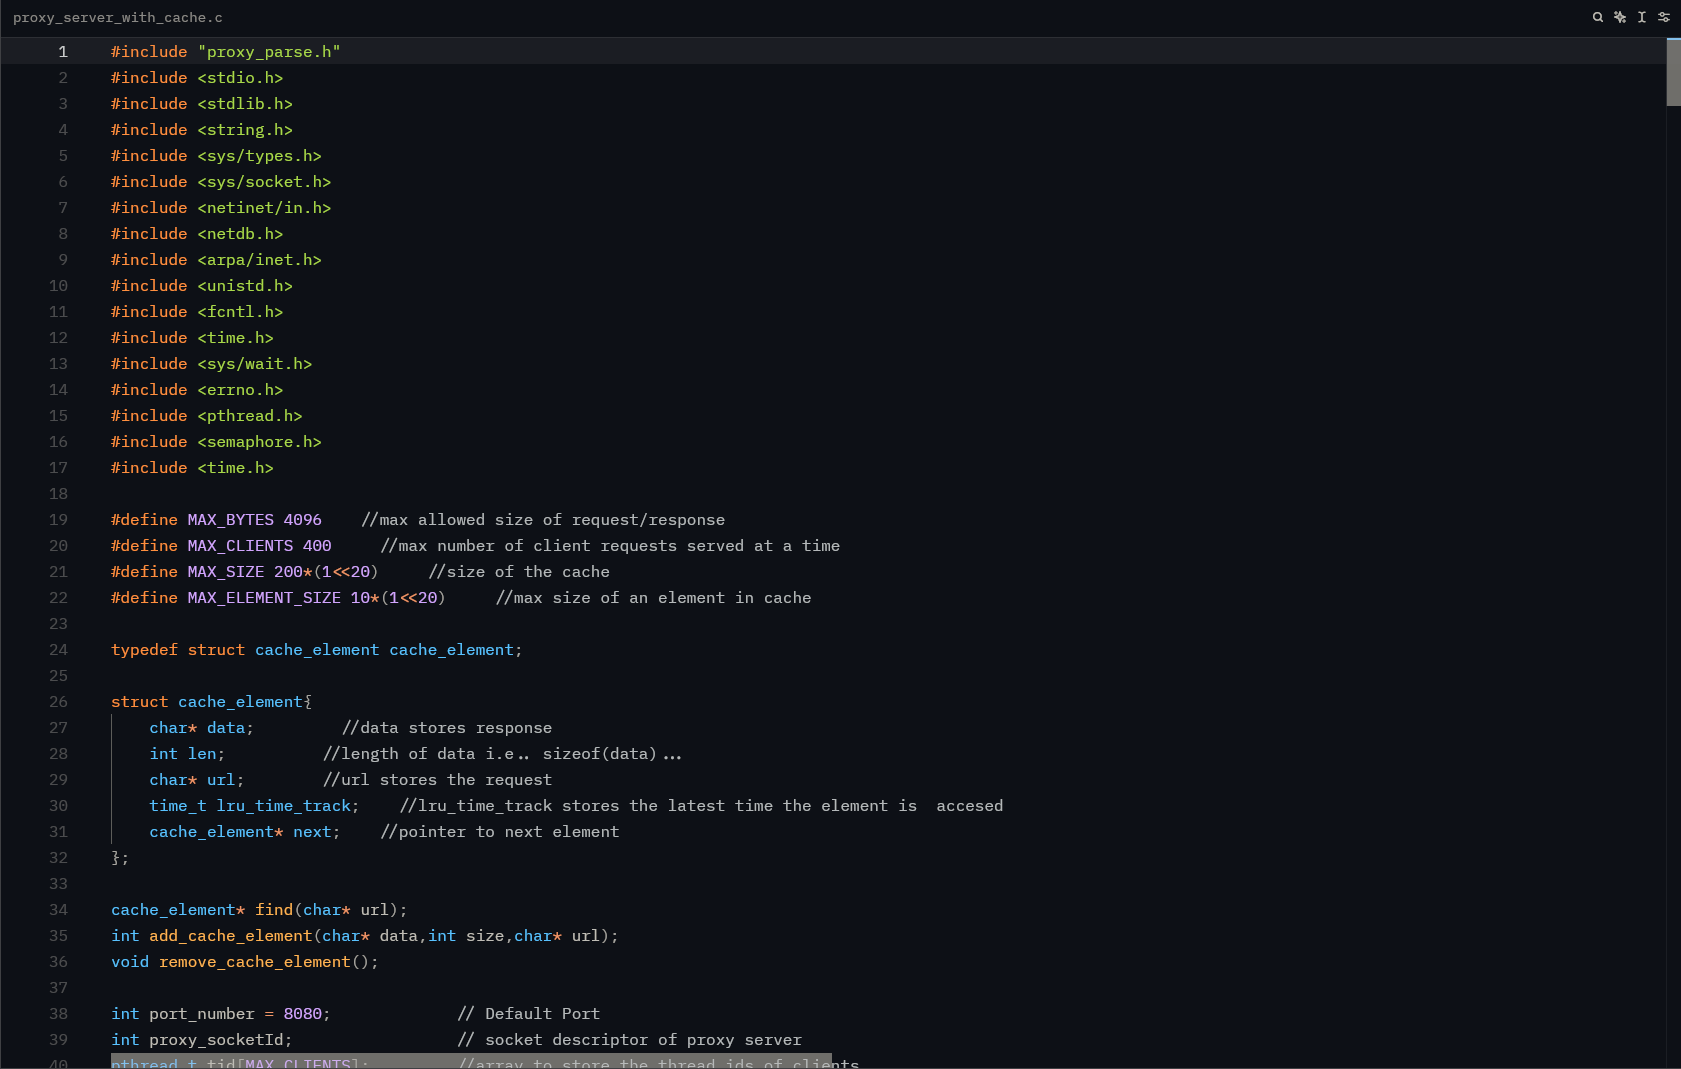 proxy_server_with_cache.c
1 #include "proxy_parse.h"
2 #include <stdio.h>
3 #include <stdlib.h>
4 #include <string.h>
5 #include <sys/types.h>
6 #include <sys/socket.h>
7 #include <netinet/in.h>
8 #include <netdb.h>
9 #include <arpa/inet.h>
10 #include <unistd.h>
11 #include <fcntl.h>
12 #include <time.h>
13 #include <sys/wait.h>
14 #include <errno.h>
15 #include <pthread.h>
16 #include <semaphore.h>
17 #include <time.h>
18
19 #define MAX_BYTES 4096    //max allowed size of request/response
20 #define MAX_CLIENTS 400     //max number of client requests served at a time
21 #define MAX_SIZE 200*(1<<20)     //size of the cache
22 #define MAX_ELEMENT_SIZE 10*(1<<20)     //max size of an element in cache
23
24 typedef struct cache_element cache_element;
25
26 struct cache_element{
27     char* data;         //data stores response
28     int len;          //length of data i.e.. sizeof(data)...
29     char* url;        //url stores the request
30     time_t lru_time_track;    //lru_time_track stores the latest time the element is  accesed
31     cache_element* next;    //pointer to next element
32 };
33
34 cache_element* find(char* url);
35 int add_cache_element(char* data,int size,char* url);
36 void remove_cache_element();
37
38 int port_number = 8080;             // Default Port
39 int proxy_socketId;                 // socket descriptor of proxy server
40 pthread_t tid[MAX_CLIENTS];         //array to store the thread ids of clients